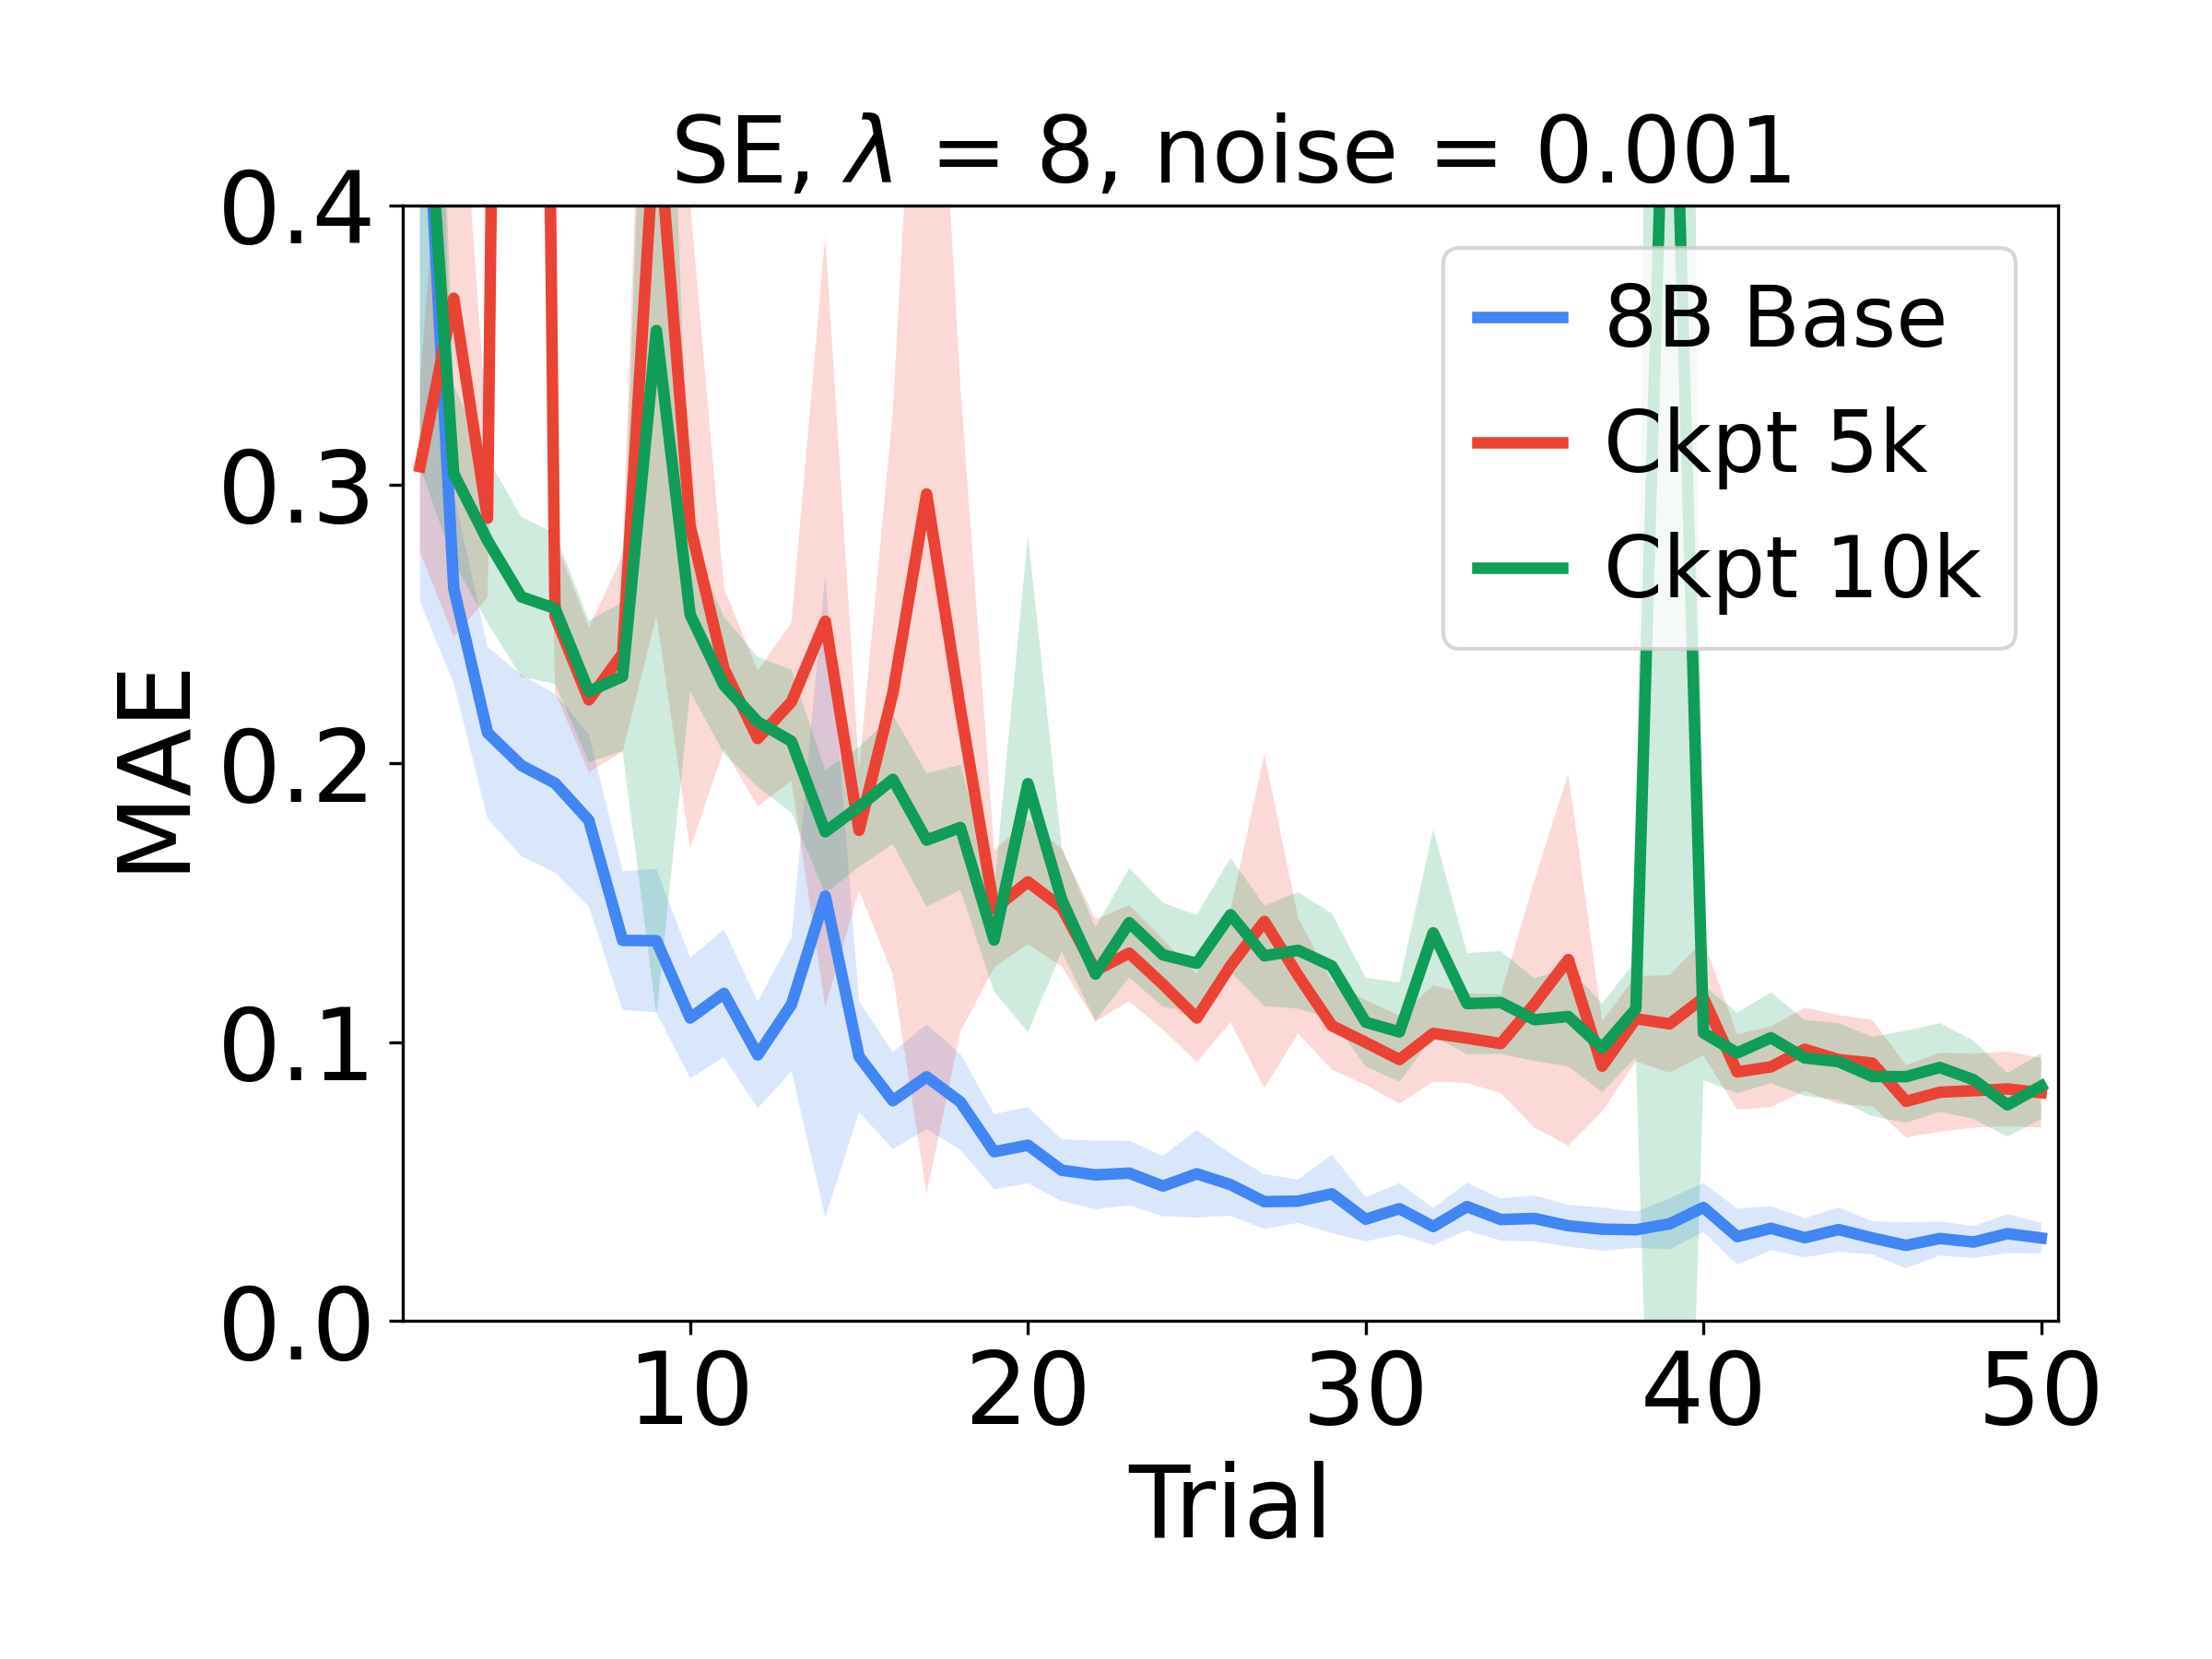 SE, λ = 8, noise = 0.001
0.4
0.3
0.2
0.1
0.0
MAE
8B Base
Ckpt 5k
Ckpt 10k
10 20 30 40 50
Trial